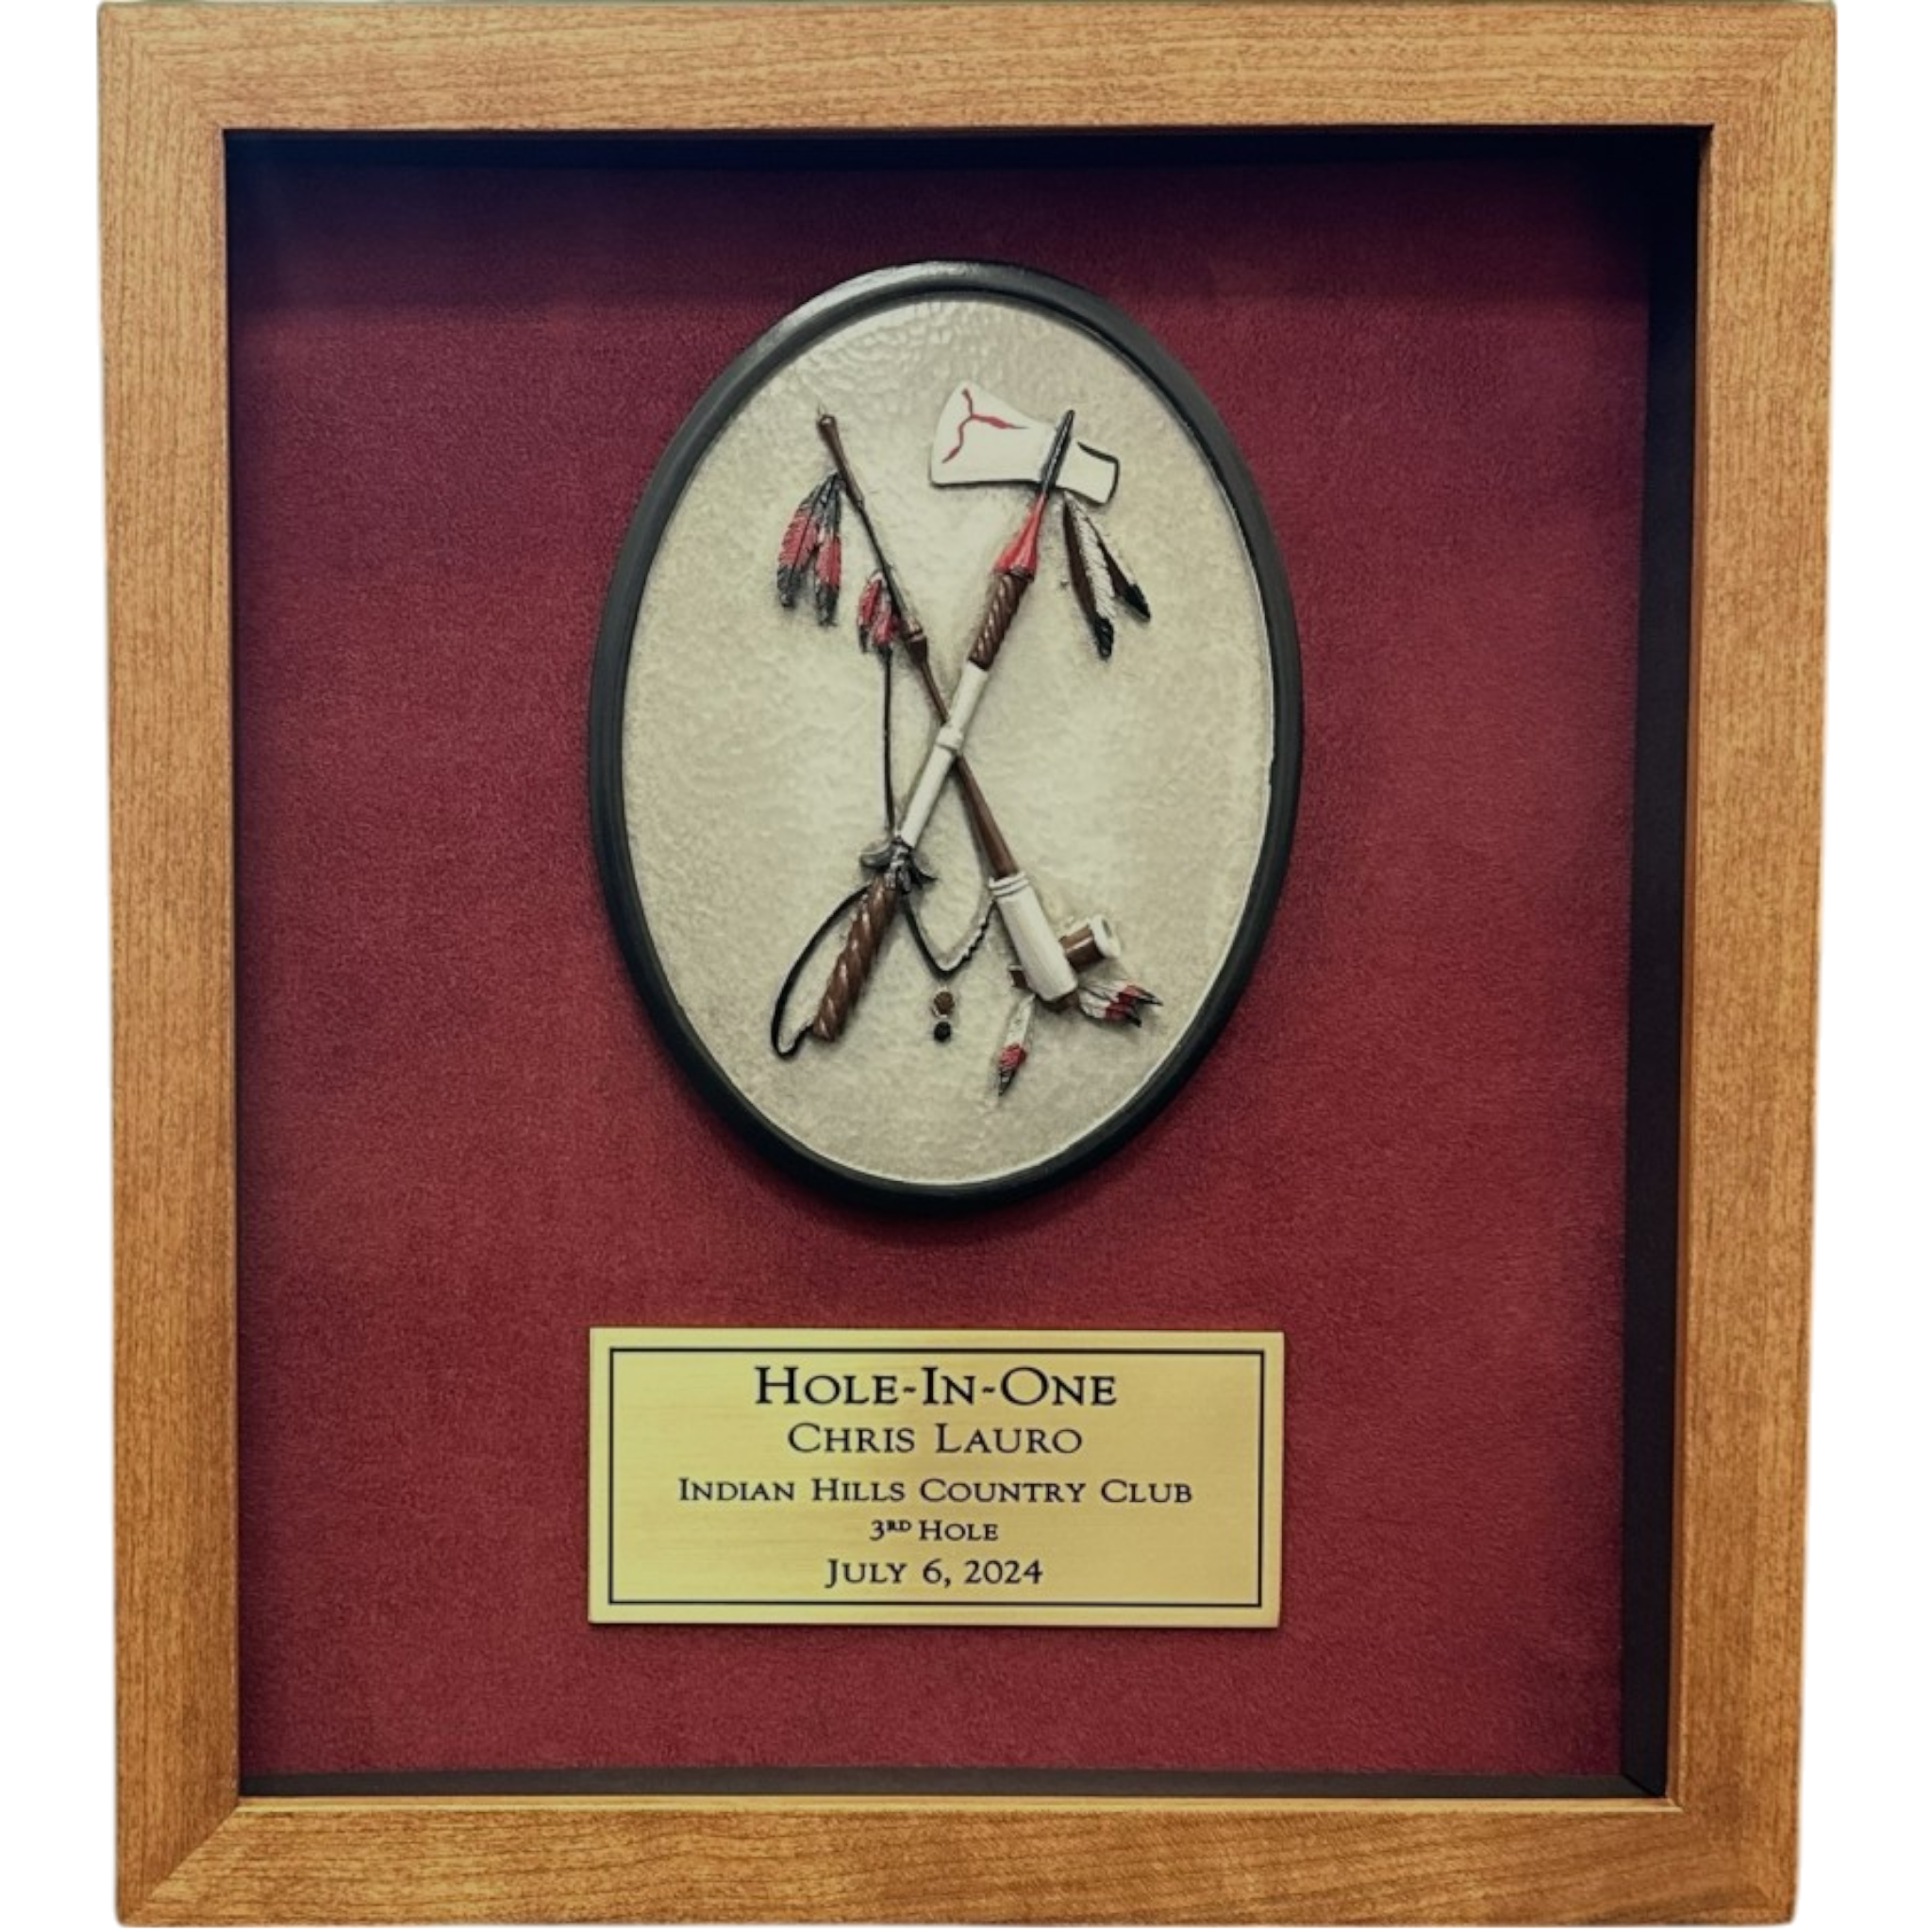 Hole-In-One
Chris Lauro
Indian Hills Country Club
3rd Hole
July 6, 2024